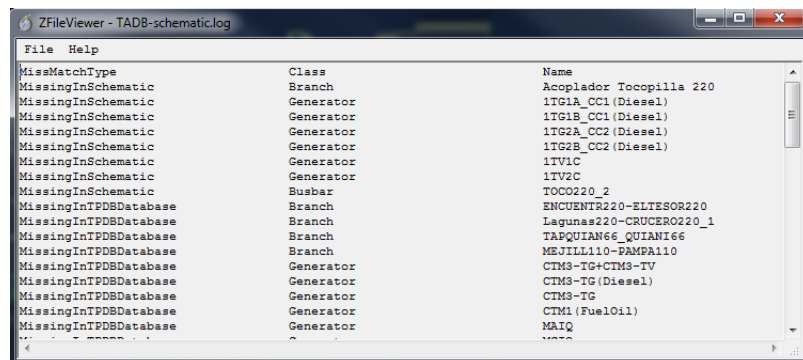 ZFileViewer - TADB-schematic.log
File Help
MissMatchType Class Name
MissingInSchematic Branch Acoplador Tocopilla 220
MissingInSchematic Generator 1TG1A_CC1(Diesel)
MissingInSchematic Generator 1TG1B_CC1(Diesel)
MissingInSchematic Generator 1TG2A_CC2(Diesel)
MissingInSchematic Generator 1TG2B_CC2(Diesel)
MissingInSchematic Generator 1TV1C
MissingInSchematic Generator 1TV2C
MissingInSchematic Busbar TOCO220_2
MissingInTPDBDatabase Branch ENCUENTR220-ELTESOR220
MissingInTPDBDatabase Branch Lagunas220-CRUCERO220_1
MissingInTPDBDatabase Branch TAPQUIAN66_QUIANI66
MissingInTPDBDatabase Branch MEJILL110-PAMPA110
MissingInTPDBDatabase Generator CTM3-TG+CTM3-TV
MissingInTPDBDatabase Generator CTM3-TG(Diesel)
MissingInTPDBDatabase Generator CTM3-TG
MissingInTPDBDatabase Generator CTM1(FuelOil)
MissingInTPDBDatabase Generator MAIQ